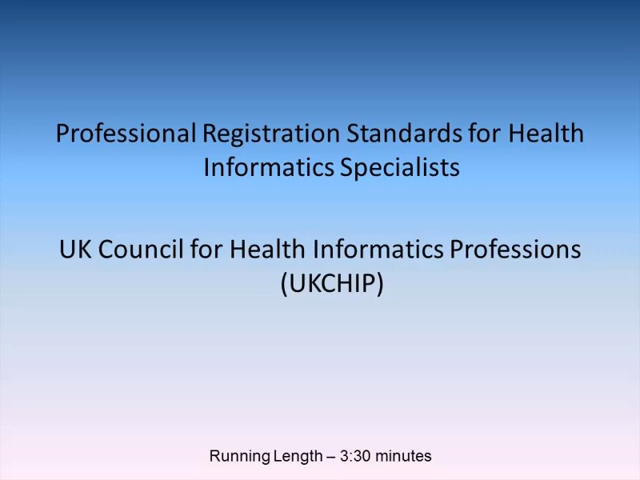 Professional Registration Standards for Health
Informatics Specialists
UK Council for Health Informatics Professions
(UKCHIP)
Running Length – 3:30 minutes